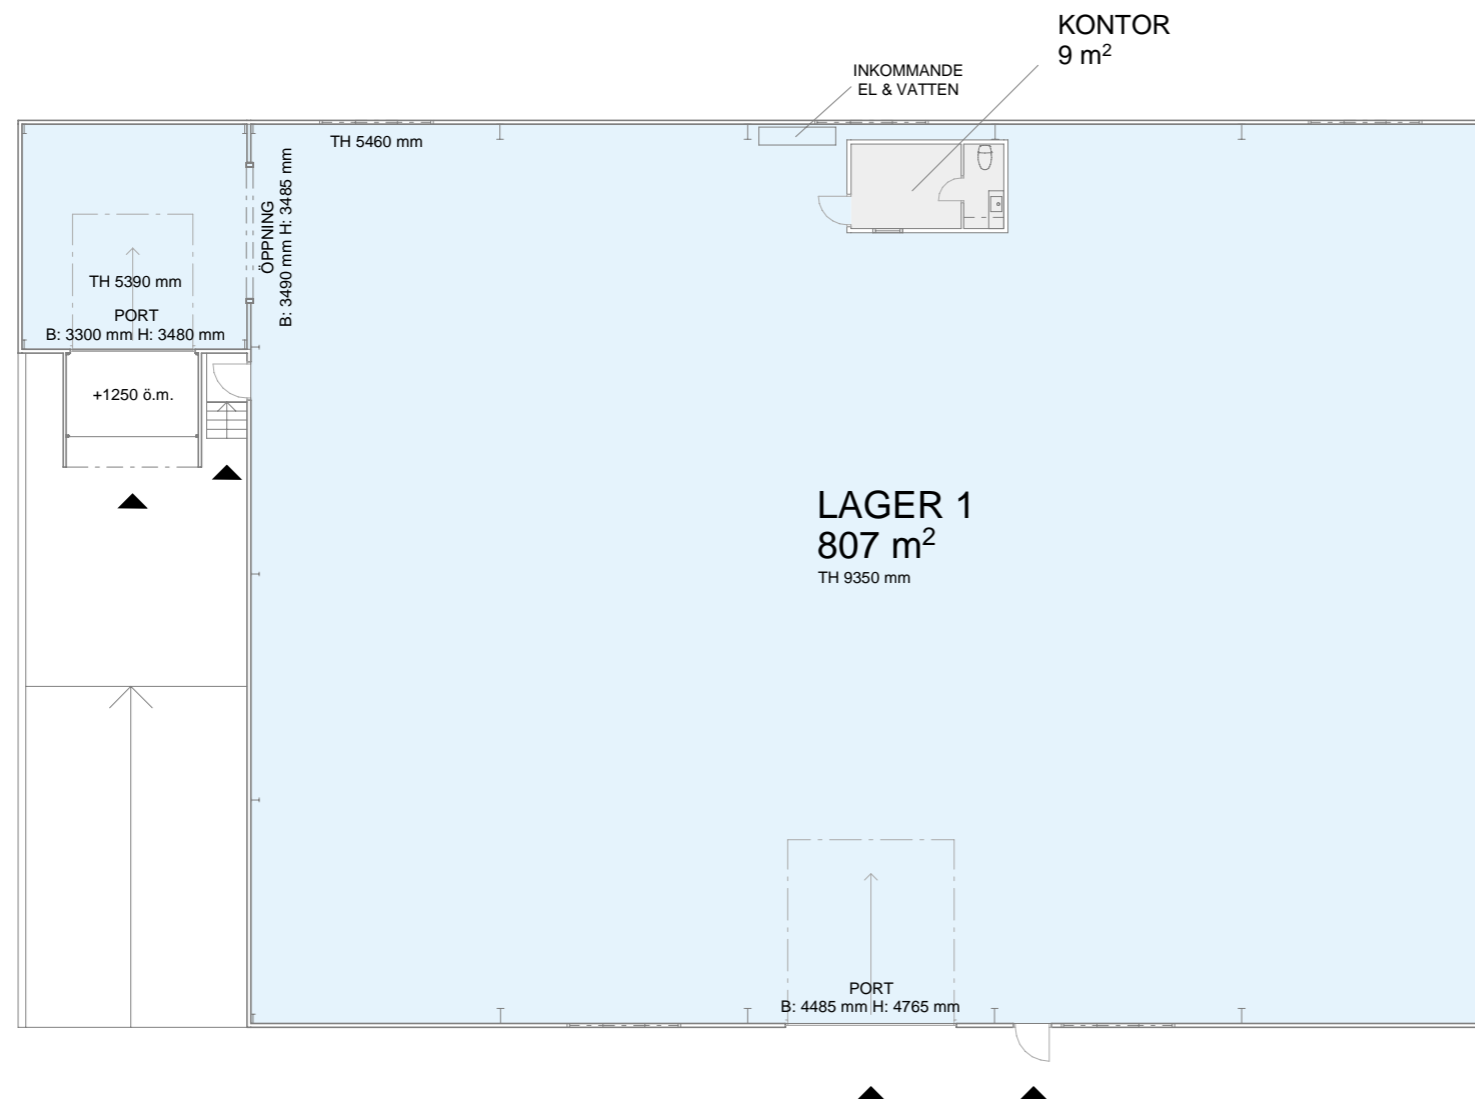 KONTOR
9 m²
INKOMMANDE
EL & VATTEN
TH 5460 mm
ÖPPNING
B: 3490 mm H: 3485 mm
TH 5390 mm
PORT
B: 3300 mm H: 3480 mm
+1250 ö.m.
LAGER 1
807 m²
TH 9350 mm
PORT
B: 4485 mm H: 4765 mm